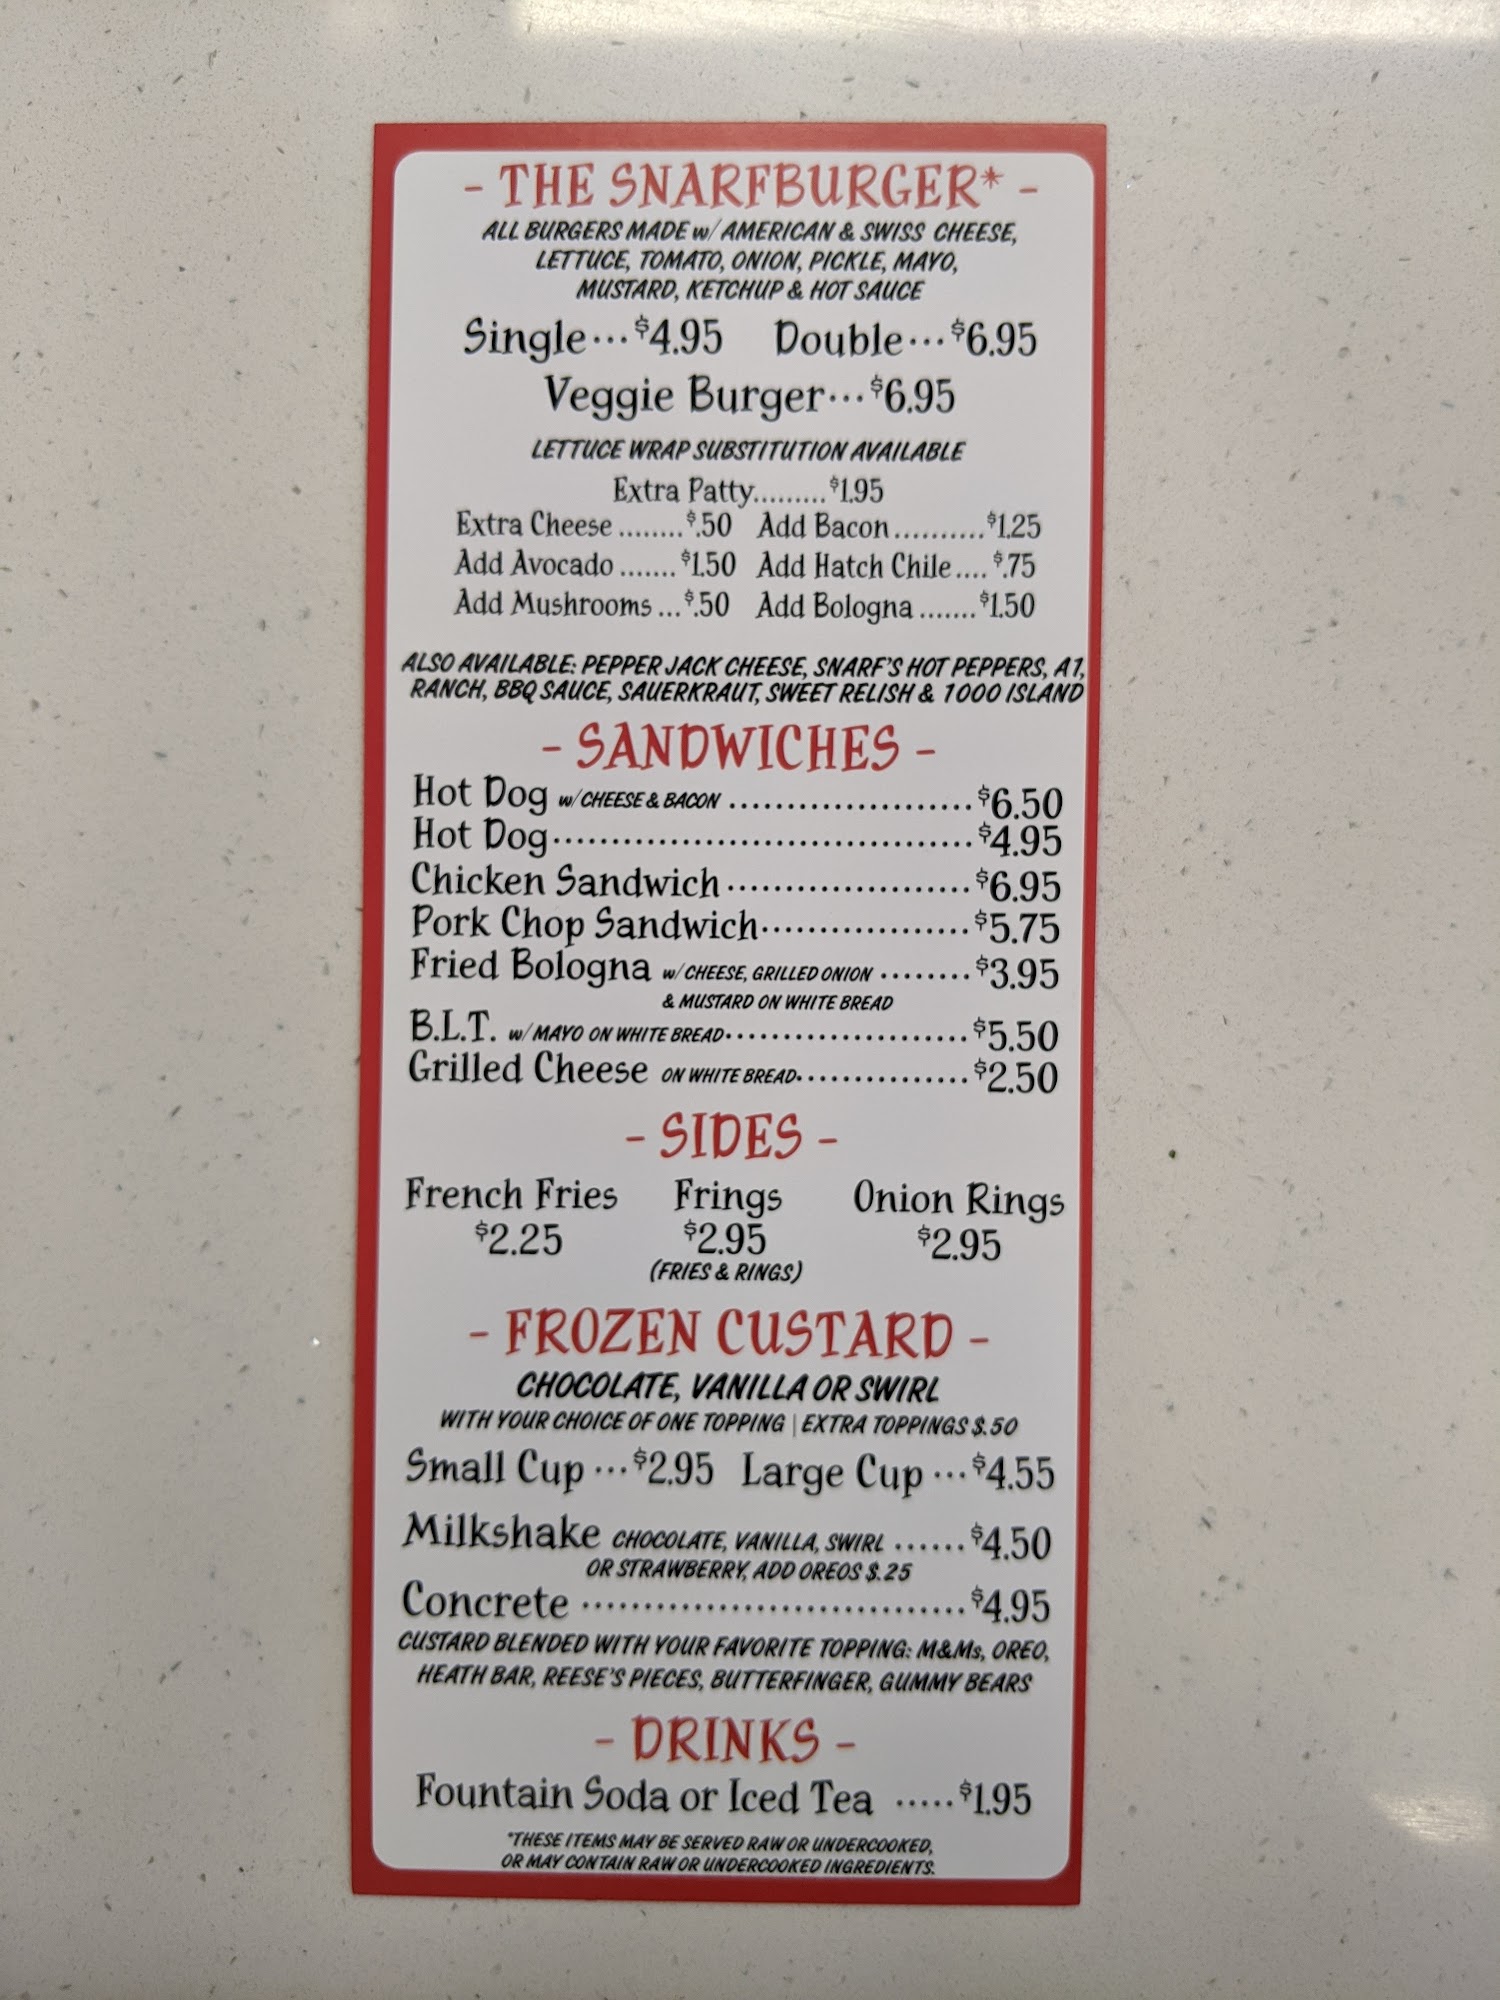 - THE SNARFBURGER* -
ALL BURGERS MADE w/ AMERICAN & SWISS CHEESE,
LETTUCE, TOMATO, ONION, PICKLE, MAYO,
MUSTARD, KETCHUP & HOT SAUCE
Single...$4.95 Double...$6.95
Veggie Burger...$6.95
LETTUCE WRAP SUBSTITUTION AVAILABLE
Extra Patty.........$1.95
Extra Cheese ........$.50 Add Bacon..........$1.25
Add Avocado .......$1.50 Add Hatch Chile....$.75
Add Mushrooms ...$.50 Add Bologna .......$1.50
ALSO AVAILABLE: PEPPER JACK CHEESE, SNARF'S HOT PEPPERS, A1,
RANCH, BBQ SAUCE, SAUERKRAUT, SWEET RELISH & 1000 ISLAND
- SANDWICHES -
Hot Dog w/ CHEESE & BACON ......................$6.50
Hot Dog.....................................$4.95
Chicken Sandwich......................$6.95
Pork Chop Sandwich...................$5.75
Fried Bologna w/ CHEESE, GRILLED ONION ........$3.95
& MUSTARD ON WHITE BREAD
B.L.T. w/ MAYO ON WHITE BREAD......................$5.50
Grilled Cheese ON WHITE BREAD................$2.50
- SIDES -
French Fries Frings Onion Rings
$2.25 $2.95 $2.95
(FRIES & RINGS)
- FROZEN CUSTARD -
CHOCOLATE, VANILLA OR SWIRL
WITH YOUR CHOICE OF ONE TOPPING | EXTRA TOPPINGS $.50
Small Cup ...$2.95 Large Cup ...$4.55
Milkshake CHOCOLATE, VANILLA, SWIRL ......$4.50
OR STRAWBERRY, ADD OREOS $.25
Concrete ..................................$4.95
CUSTARD BLENDED WITH YOUR FAVORITE TOPPING: M&Ms, OREO,
HEATH BAR, REESE'S PIECES, BUTTERFINGER, GUMMY BEARS
- DRINKS -
Fountain Soda or Iced Tea .....$1.95
*THESE ITEMS MAY BE SERVED RAW OR UNDERCOOKED,
OR MAY CONTAIN RAW OR UNDERCOOKED INGREDIENTS.